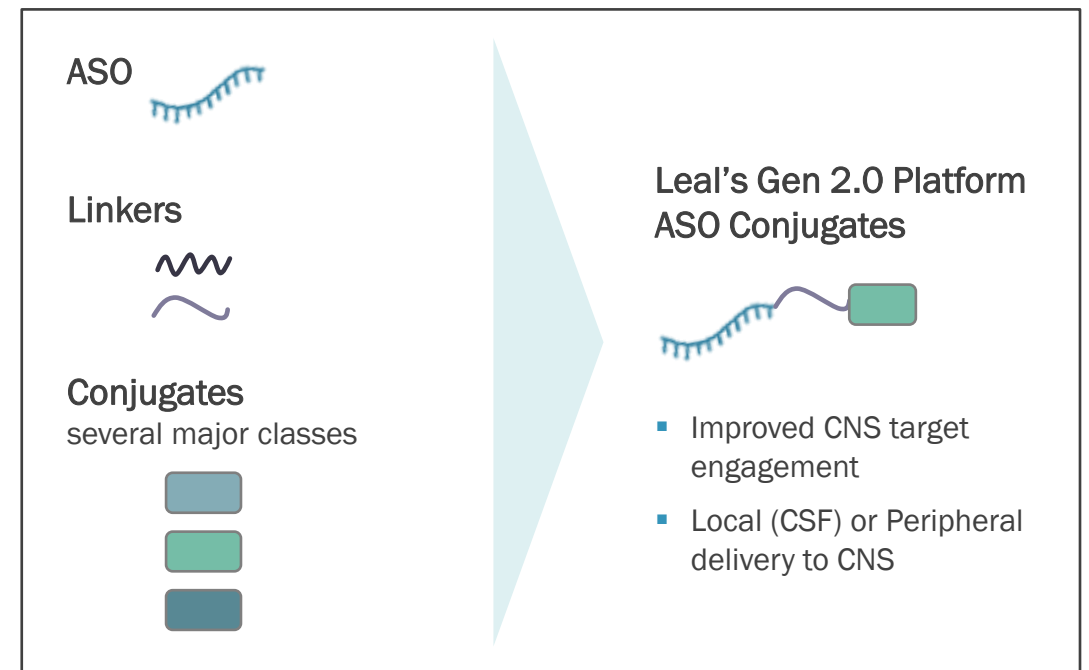 ASO
Linkers
Conjugates
several major classes
Leal’s Gen 2.0 Platform
ASO Conjugates
▪ Improved CNS target
engagement
▪ Local (CSF) or Peripheral
delivery to CNS